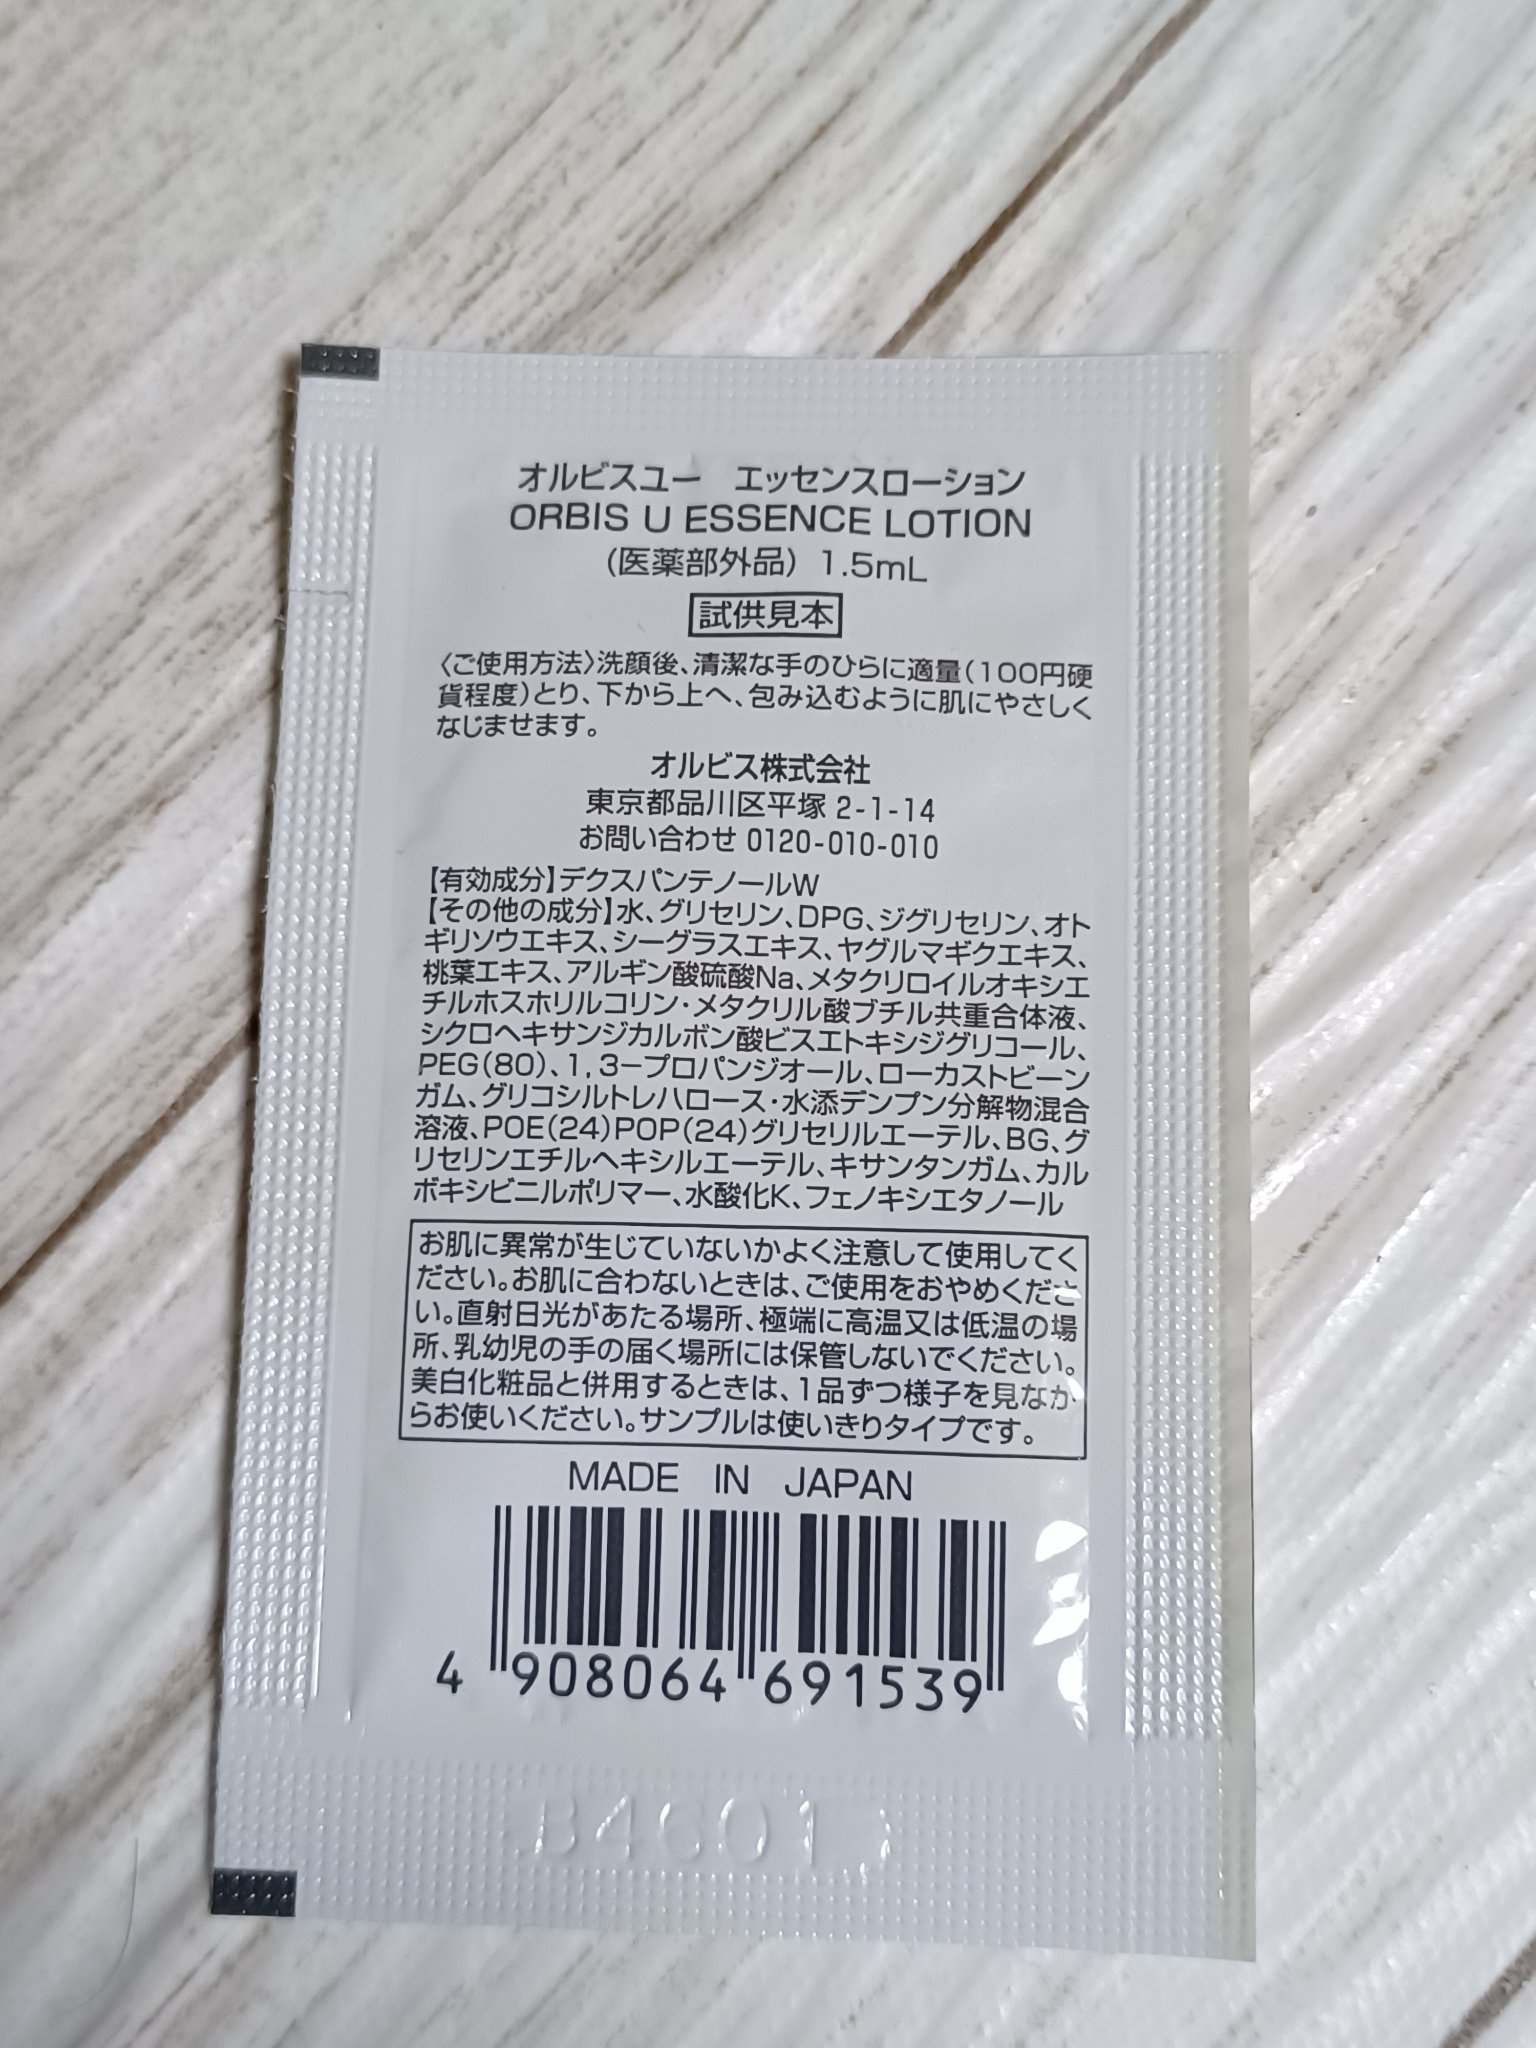 オルビスユー　エッセンスローション
ORBIS U ESSENCE LOTION
(医薬部外品) 1.5mL
試供見本
〈ご使用方法〉洗顔後、清潔な手のひらに適量(100円硬
貨程度)とり、下から上へ、包み込むように肌にやさしく
なじませます。
オルビス株式会社
東京都品川区平塚 2-1-14
お問い合わせ 0120-010-010
【有効成分】デクスパンテノールW
【その他の成分】水、グリセリン、DPG、ジグリセリン、オト
ギリソウエキス、シーグラスエキス、ヤグルマギクエキス、
桃葉エキス、アルギン酸硫酸Na、メタクリロイルオキシエ
チルホスホリルコリン・メタクリル酸ブチル共重合体液、
シクロヘキサンジカルボン酸ビスエトキシジグリコール、
PEG(80)、1,3－プロパンジオール、ローカストビーン
ガム、グリコシルトレハロース・水添デンプン分解物混合
溶液、POE(24)POP(24)グリセリルエーテル、BG、グ
リセリンエチルヘキシルエーテル、キサンタンガム、カル
ボキシビニルポリマー、水酸化K、フェノキシエタノール
お肌に異常が生じていないかよく注意して使用してく
ださい。お肌に合わないときは、ご使用をおやめくださ
い。直射日光があたる場所、極端に高温又は低温の場
所、乳幼児の手の届く場所には保管しないでください。
美白化粧品と併用するときは、1品ずつ様子を見なが
らお使いください。サンプルは使いきりタイプです。
MADE IN JAPAN
4 908064 691539